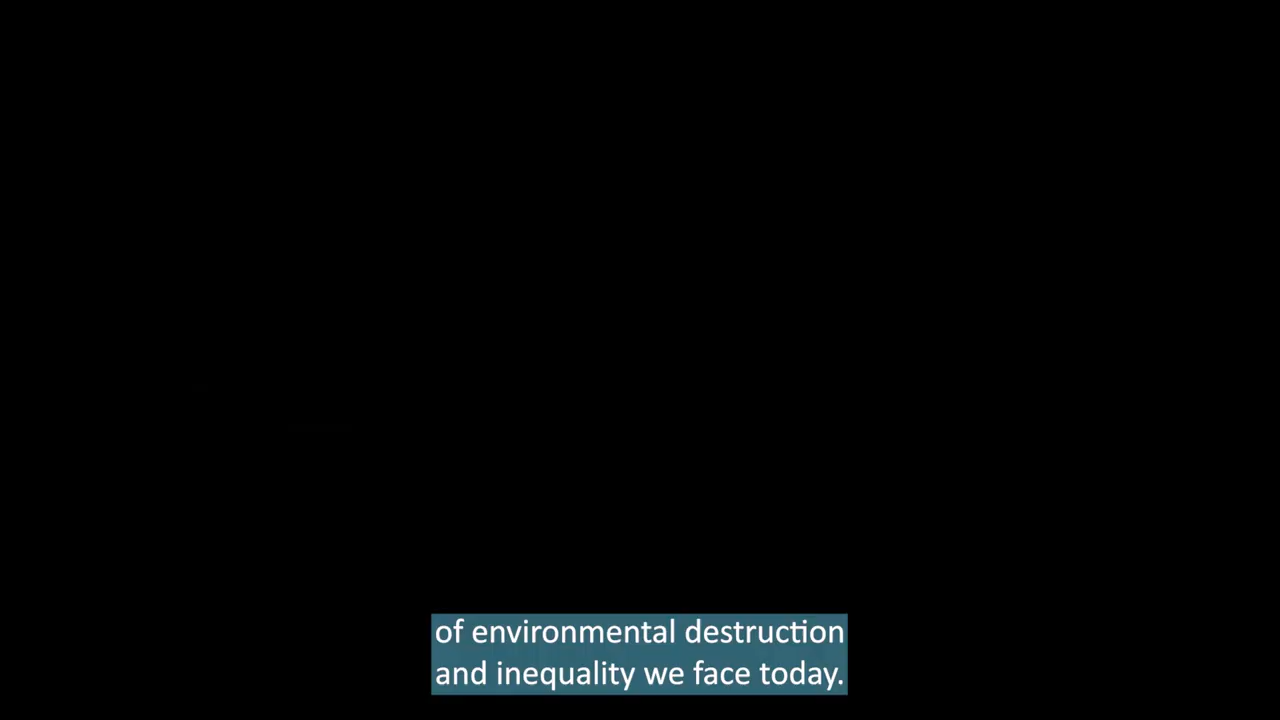 of environmental destruction
and inequality we face today.